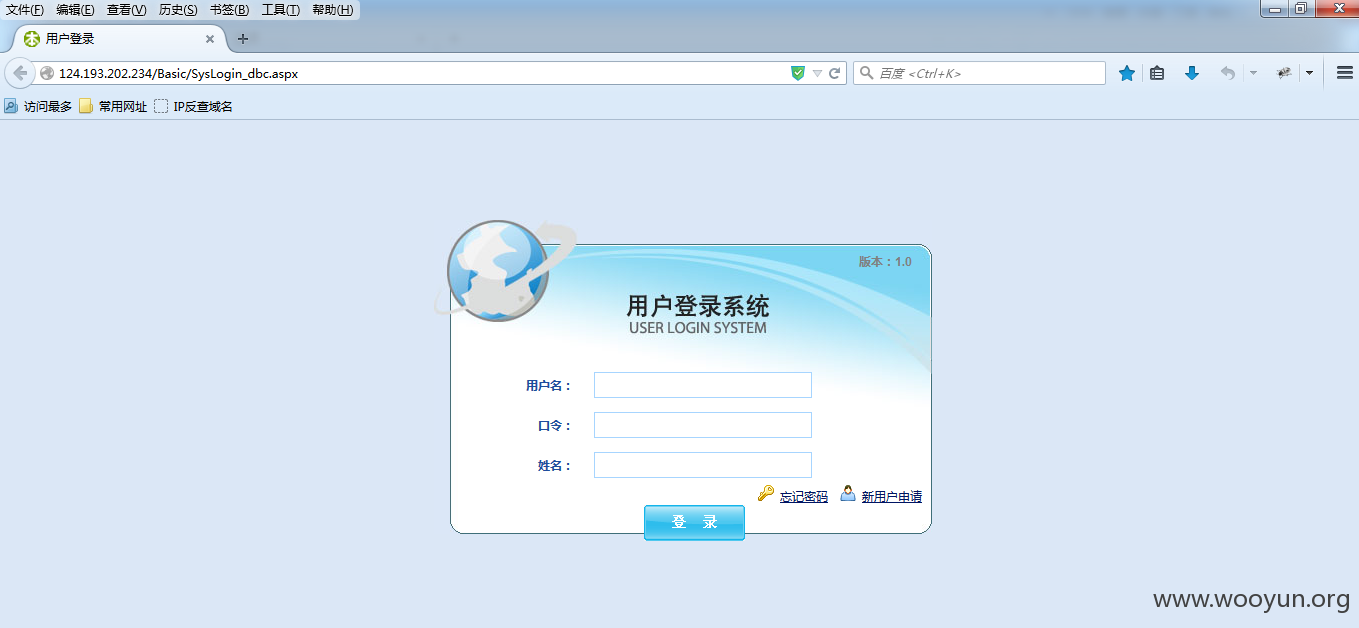 文件(F) 编辑(E) 查看(V) 历史(S) 书签(B) 工具(T) 帮助(H)
用户登录
124.193.202.234/Basic/SysLogin_dbc.aspx
百度 <Ctrl+K>
访问最多 常用网址 IP反查域名
版本：1.0
用户登录系统
USER LOGIN SYSTEM
用户名：
口令：
姓名：
忘记密码 新用户申请
登 录
www.wooyun.org